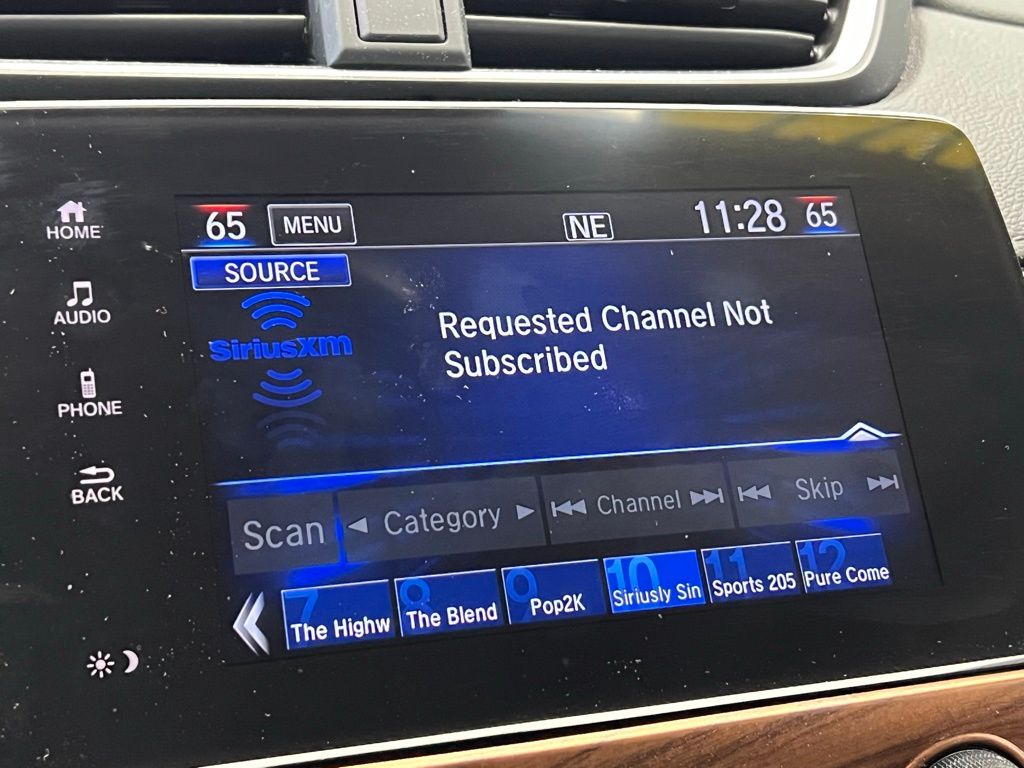 HOME
AUDIO
PHONE
BACK
65 MENU NE 11:28 65
SOURCE
SiriusXm
Requested Channel Not
Subscribed
Scan Category Channel Skip
7 8 9 10 11 12
The Highw The Blend Pop2K Siriusly Sin Sports 205 Pure Come